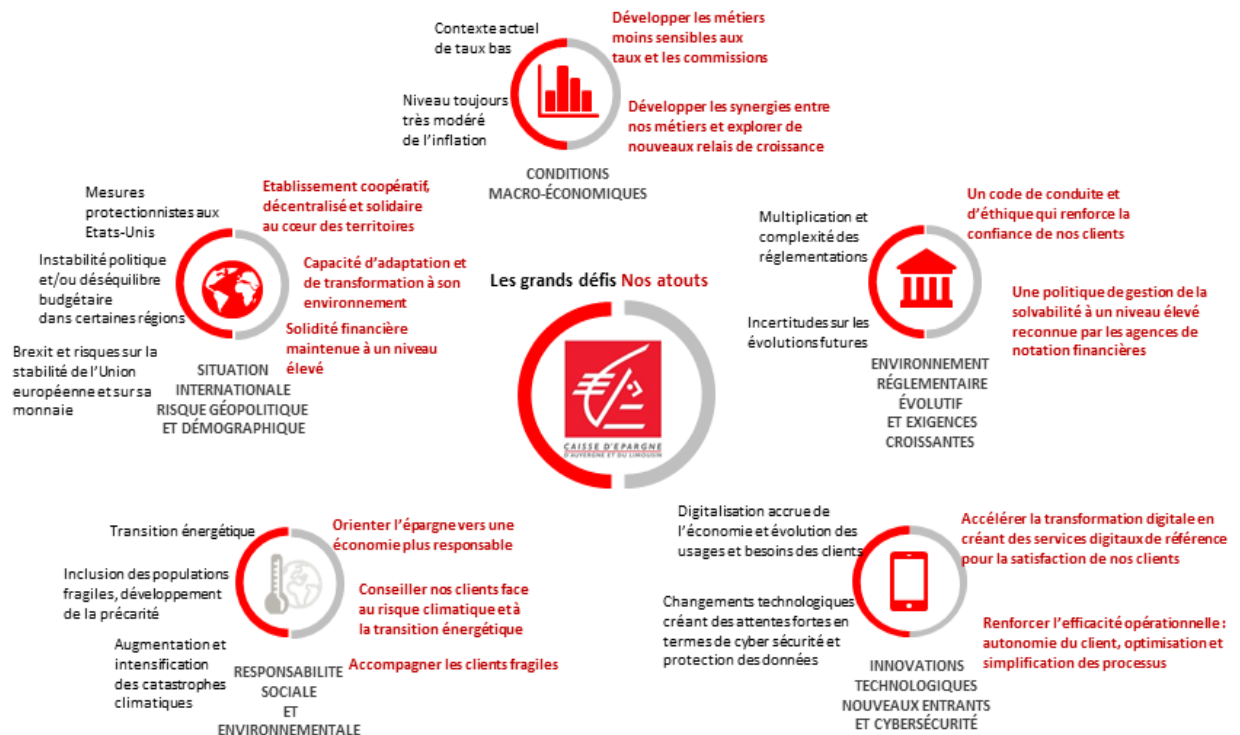 Contexte actuel
de taux bas
Niveau toujours
très modéré
de l'inflation
Développer les métiers
moins sensibles aux
taux et les commissions
Développer les synergies entre
nos métiers et explorer de
nouveaux relais de croissance
CONDITIONS
MACRO-ÉCONOMIQUES
Mesures
protectionnistes aux
Etats-Unis
Instabilité politique
et/ou déséquilibre
budgétaire
dans certaines régions
Brexit et risques sur la
stabilité de l'Union
européenne et sur sa
monnaie
Etablissement coopératif,
décentralisé et solidaire
au cœur des territoires
Capacité d'adaptation et
de transformation à son
environnement
Solidité financière
maintenue à un niveau
élevé
SITUATION
INTERNATIONALE
RISQUE GÉOPOLITIQUE
ET DÉMOGRAPHIQUE
Les grands défis Nos atouts
CAISSE D'EPARGNE
D'AUVERGNE ET DU LIMOUSIN
Multiplication et
complexité des
réglementations
Incertitudes sur les
évolutions futures
Un code de conduite et
d'éthique qui renforce la
confiance de nos clients
Une politique de gestion de la
solvabilité à un niveau élevé
reconnue par les agences de
notation financières
ENVIRONNEMENT
RÉGLEMENTAIRE
ÉVOLUTIF
ET EXIGENCES
CROISSANTES
Transition énergétique
Inclusion des populations
fragiles, développement
de la précarité
Augmentation et
intensification
des catastrophes
climatiques
Orienter l'épargne vers une
économie plus responsable
Conseiller nos clients face
au risque climatique et à
la transition énergétique
Accompagner les clients fragiles
RESPONSABILITE
SOCIALE
ET
ENVIRONNEMENTALE
Digitalisation accrue de
l'économie et évolution des
usages et besoins des clients
Changements technologiques
créant des attentes fortes en
termes de cyber sécurité et
protection des données
Accélérer la transformation digitale en
créant des services digitaux de référence
pour la satisfaction de nos clients
Renforcer l'efficacité opérationnelle :
autonomie du client, optimisation et
simplification des processus
INNOVATIONS
TECHNOLOGIQUES
NOUVEAUX ENTRANTS
ET CYBERSÉCURITÉ